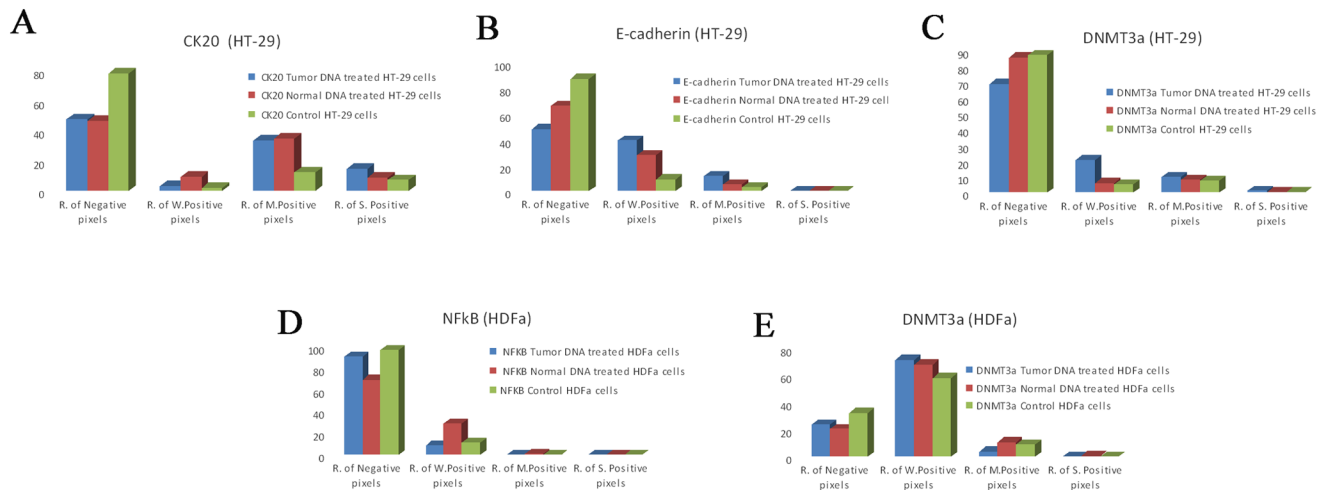 A
CK20 (HT-29)
80
60
40
20
0
CK20 Tumor DNA treated HT-29 cells
CK20 Normal DNA treated HT-29 cells
CK20 Control HT-29 cells
R. of Negative pixels
R. of W.Positive pixels
R. of M.Positive pixels
R. of S. Positive pixels
B
E-cadherin (HT-29)
100
80
60
40
20
0
E-cadherin Tumor DNA treated HT-29 cells
E-cadherin Normal DNA treated HT-29 cell
E-cadherin Control HT-29 cells
R. of Negative pixels
R. of W.Positive pixels
R. of M.Positive pixels
R. of S. Positive pixels
C
DNMT3a (HT-29)
90
80
70
60
50
40
30
20
10
0
DNMT3a Tumor DNA treated HT-29 cells
DNMT3a Normal DNA treated HT-29 cells
DNMT3a Control HT-29 cells
R. of Negative pixels
R. of W.Positive pixels
R. of M.Positive pixels
R. of S. Positive pixels
D
NFkB (HDFa)
100
80
60
40
20
0
NFKB Tumor DNA treated HDFa cells
NFKB Normal DNA treated HDFa cells
NFKB Control HDFa cells
R. of Negative pixels
R. of W.Positive pixels
R. of M.Positive pixels
R. of S. Positive pixels
E
DNMT3a (HDFa)
80
60
40
20
0
DNMT3a Tumor DNA treated HDFa cells
DNMT3a Normal DNA treated HDFa cells
DNMT3a Control HDFa cells
R. of Negative pixels
R. of W.Positive pixels
R. of M.Positive pixels
R. of S. Positive pixels